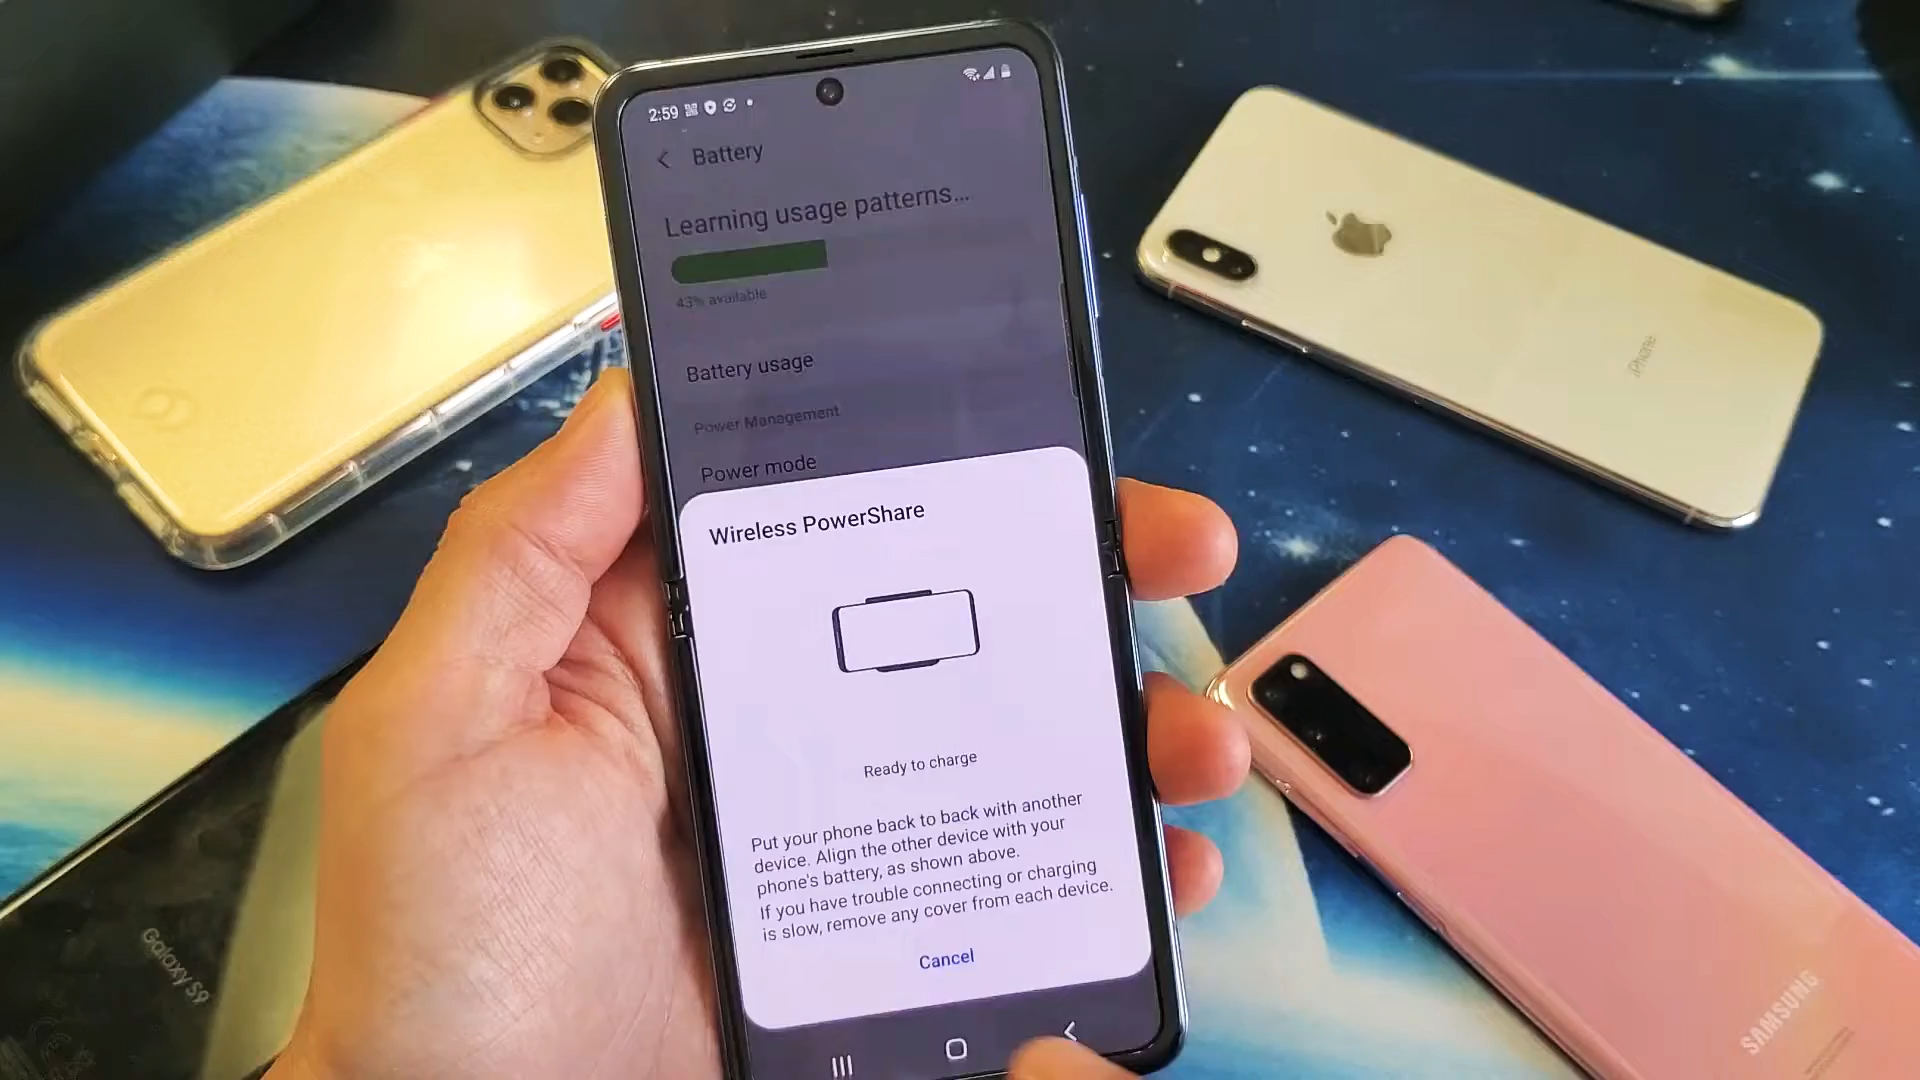 2:59
Battery
Learning usage patterns...
43% available
Battery usage
Power Management
Power mode
Wireless PowerShare
Ready to charge
Put your phone back to back with another
device. Align the other device with your
phone's battery, as shown above.
If you have trouble connecting or charging
is slow, remove any cover from each device.
Cancel
iPhone
SAMSUNG
Galaxy S9